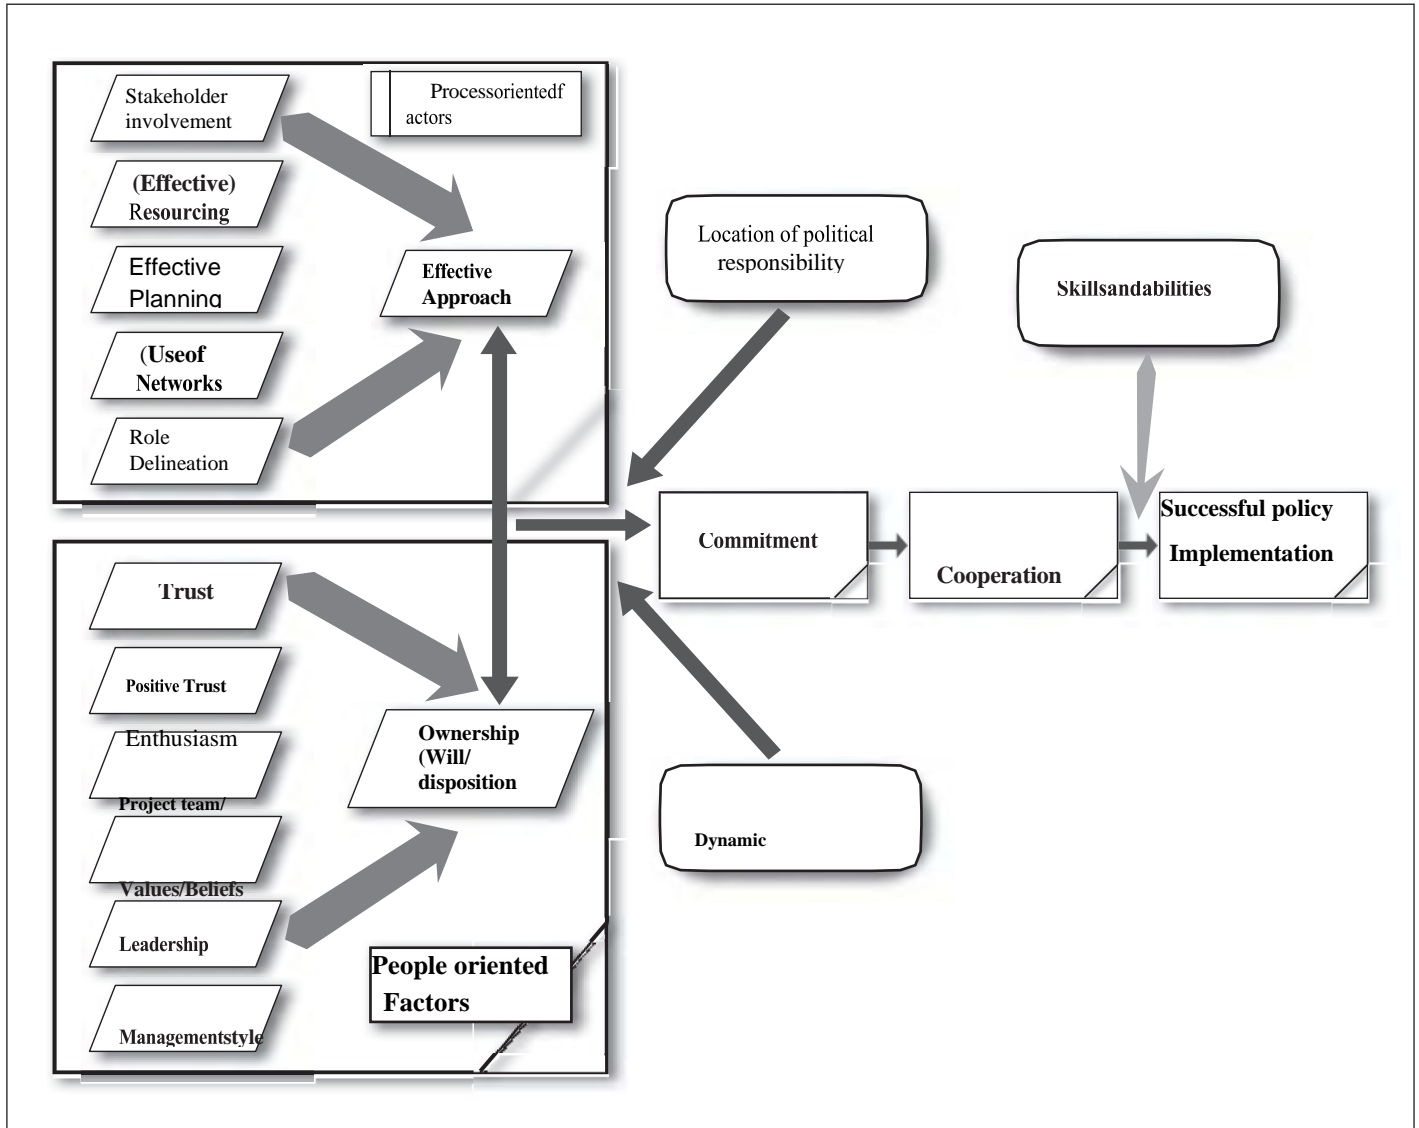 Stakeholder
involvement
Processorientedf
actors
(Effective)
Resourcing
Effective
Planning
(Useof
Networks
Role
Delineation
Effective
Approach
Location of political
responsibility
Skillsandabilities
Commitment
Cooperation
Successful policy
Implementation
Trust
Positive Trust
Enthusiasm
Project team/
Values/Beliefs
Leadership
Managementstyle
Ownership
(Will/
disposition
People oriented
Factors
Dynamic